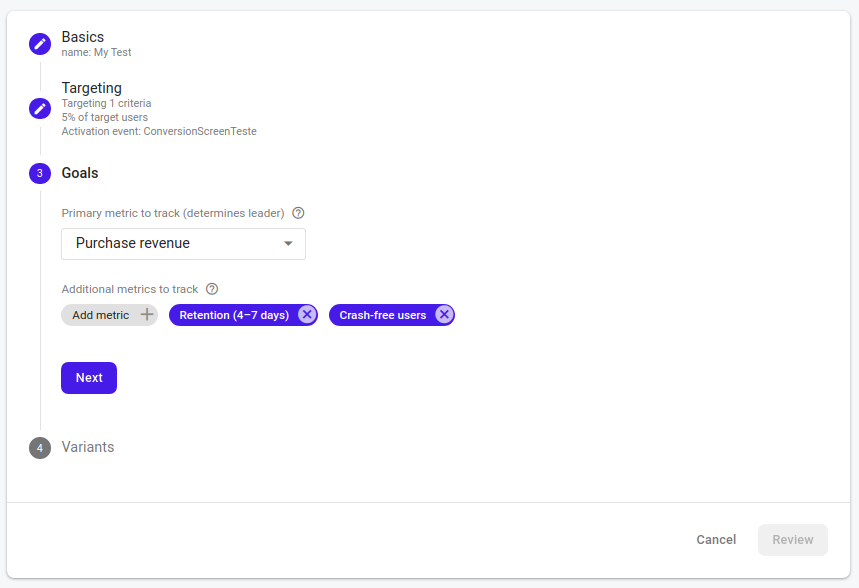 Basics
name: My Test
Targeting
Targeting 1 criteria
5% of target users
Activation event: ConversionScreenTeste
3 Goals
Primary metric to track (determines leader) ?
Purchase revenue
Additional metrics to track ?
Add metric + Retention (4–7 days) Crash-free users
Next
4 Variants
Cancel Review